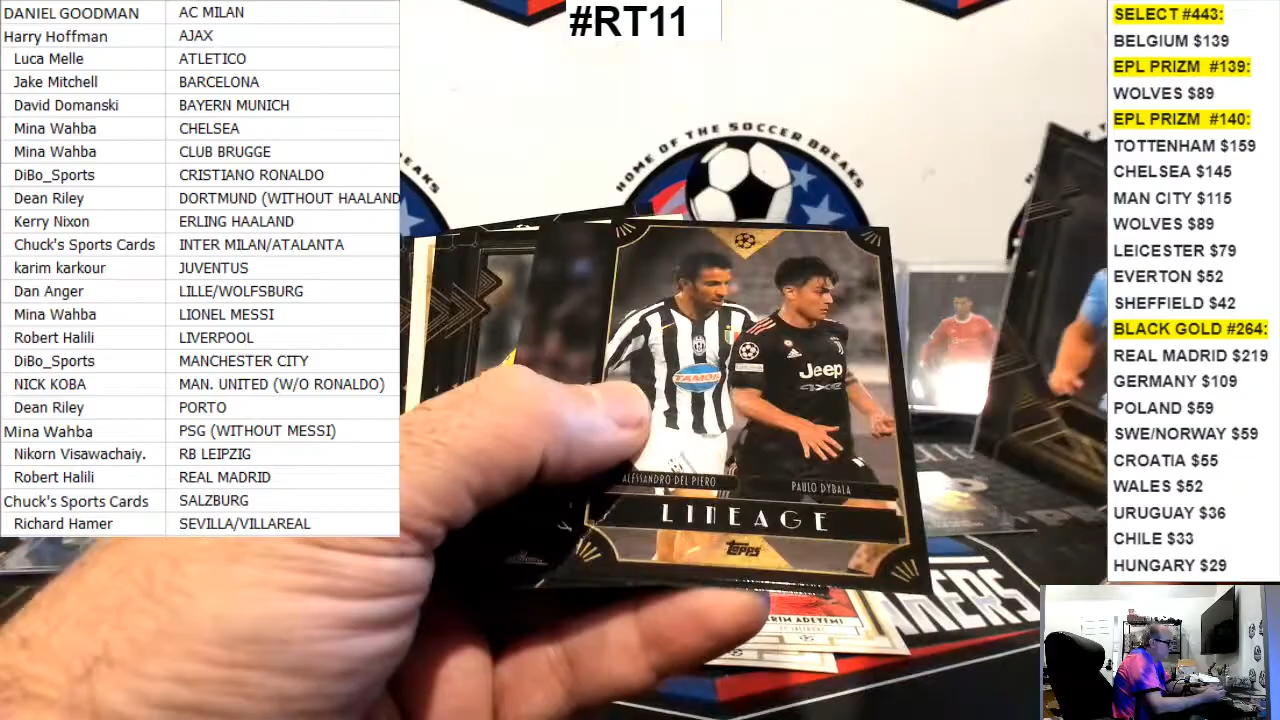 #RT11
DANIEL GOODMAN AC MILAN
Harry Hoffman AJAX
Luca Melle ATLETICO
Jake Mitchell BARCELONA
David Domanski BAYERN MUNICH
Mina Wahba CHELSEA
Mina Wahba CLUB BRUGGE
DiBo_Sports CRISTIANO RONALDO
Dean Riley DORTMUND (WITHOUT HAALAND
Kerry Nixon ERLING HAALAND
Chuck's Sports Cards INTER MILAN/ATALANTA
karim karkour JUVENTUS
Dan Anger LILLE/WOLFSBURG
Mina Wahba LIONEL MESSI
Robert Halili LIVERPOOL
DiBo_Sports MANCHESTER CITY
NICK KOBA MAN. UNITED (W/O RONALDO)
Dean Riley PORTO
Mina Wahba PSG (WITHOUT MESSI)
Nikorn Visawachaiy. RB LEIPZIG
Robert Halili REAL MADRID
Chuck's Sports Cards SALZBURG
Richard Hamer SEVILLA/VILLAREAL
HOME OF THE SOCCER BREAKS
TAMOIL
Jeep
4XE
ALESSANDRO DEL PIERO
PAULO DYBALA
LINEAGE
topps
KARIM ADEYEMI
SELECT #443:
BELGIUM $139
EPL PRIZM #139:
WOLVES $89
EPL PRIZM #140:
TOTTENHAM $159
CHELSEA $145
MAN CITY $115
WOLVES $89
LEICESTER $79
EVERTON $52
SHEFFIELD $42
BLACK GOLD #264:
REAL MADRID $219
GERMANY $109
POLAND $59
SWE/NORWAY $59
CROATIA $55
WALES $52
URUGUAY $36
CHILE $33
HUNGARY $29